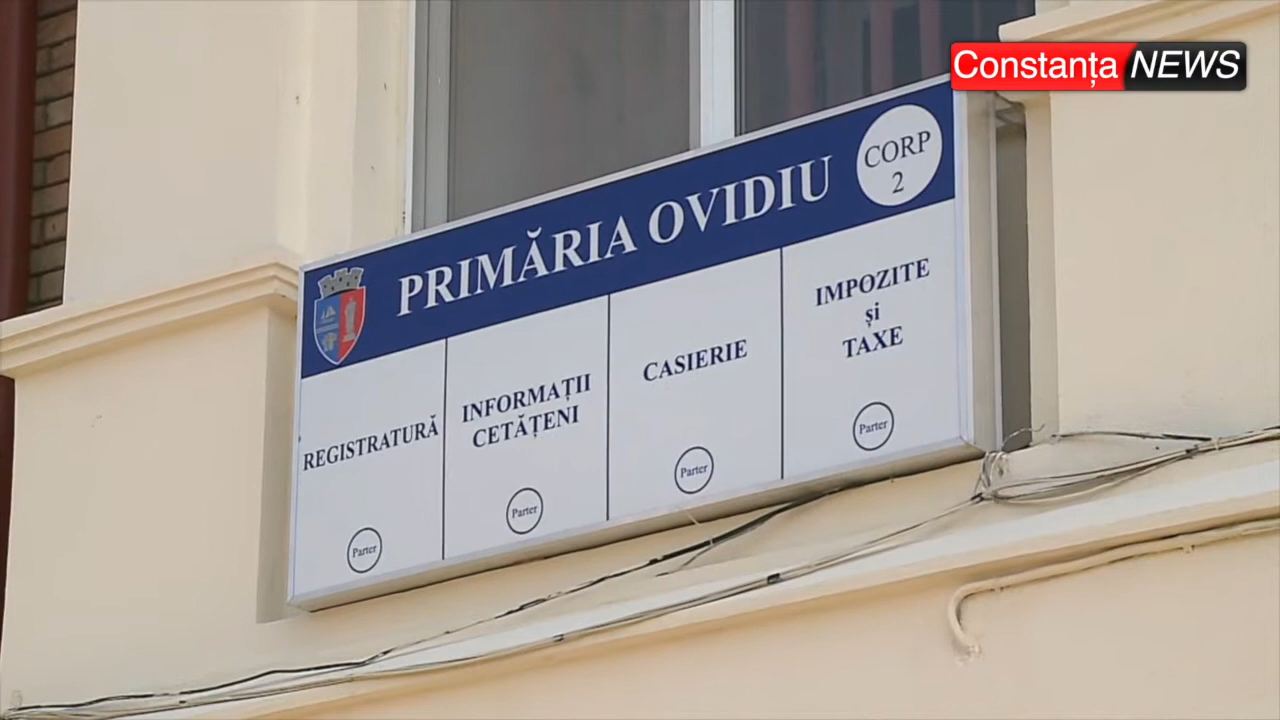 Constanța NEWS
PRIMĂRIA OVIDIU
CORP
2
REGISTRATURĂ
Parter
INFORMAȚII
CETĂȚENI
Parter
CASIERIE
Parter
IMPOZITE
și
TAXE
Parter